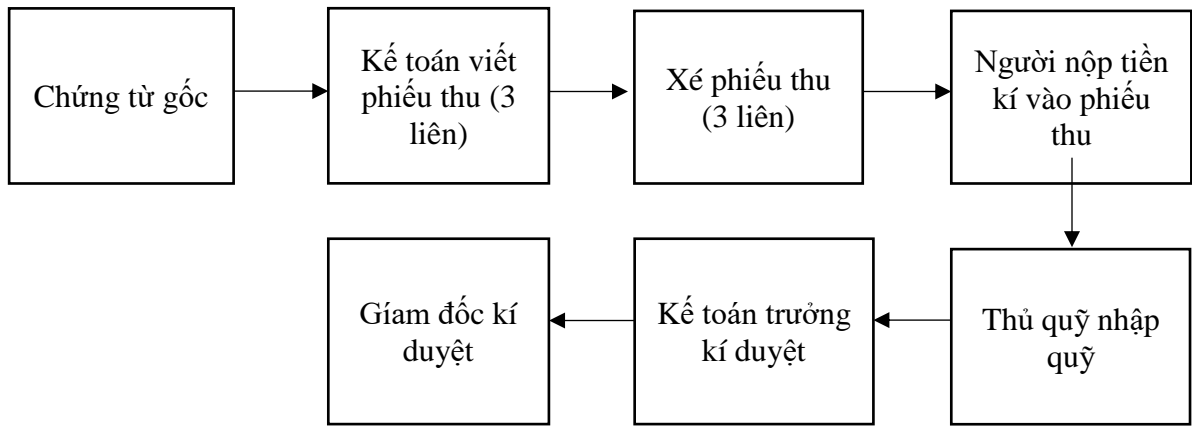 Chứng từ gốc
Kế toán viết
phiếu thu (3
liên)
Xé phiếu thu
(3 liên)
Người nộp tiền
kí vào phiếu
thu
Thủ quỹ nhập
quỹ
Kế toán trưởng
kí duyệt
Gíam đốc kí
duyệt